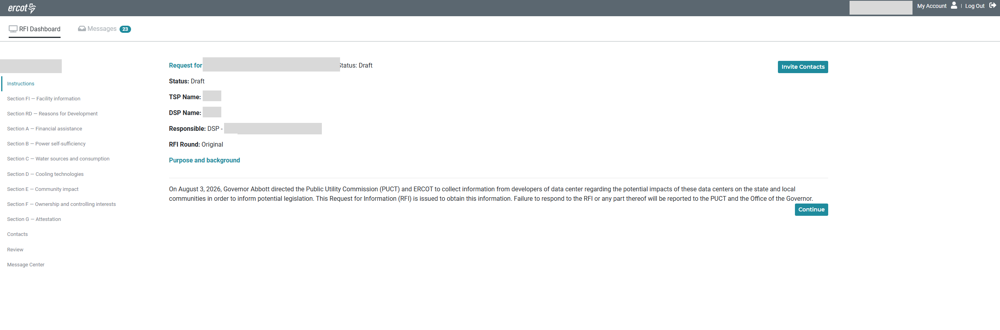 ercot
My Account | Log Out
RFI Dashboard Messages 23
Request for Status: Draft
Invite Contacts
Instructions
Status: Draft
Section FI — Facility information
TSP Name:
Section RD — Reasons for Development
DSP Name:
Section A — Financial assistance
Responsible: DSP -
Section B — Power self-sufficiency
RFI Round: Original
Section C — Water sources and consumption
Purpose and background
Section D — Cooling technologies
Section E — Community impact
Section F — Ownership and controlling interests
Section G — Attestation
Contacts
Review
Message Center
On August 3, 2026, Governor Abbott directed the Public Utility Commission (PUCT) and ERCOT to collect information from developers of data center regarding the potential impacts of these data centers on the state and local
communities in order to inform potential legislation. This Request for Information (RFI) is issued to obtain this information. Failure to respond to the RFI or any part thereof will be reported to the PUCT and the Office of the Governor.
Continue